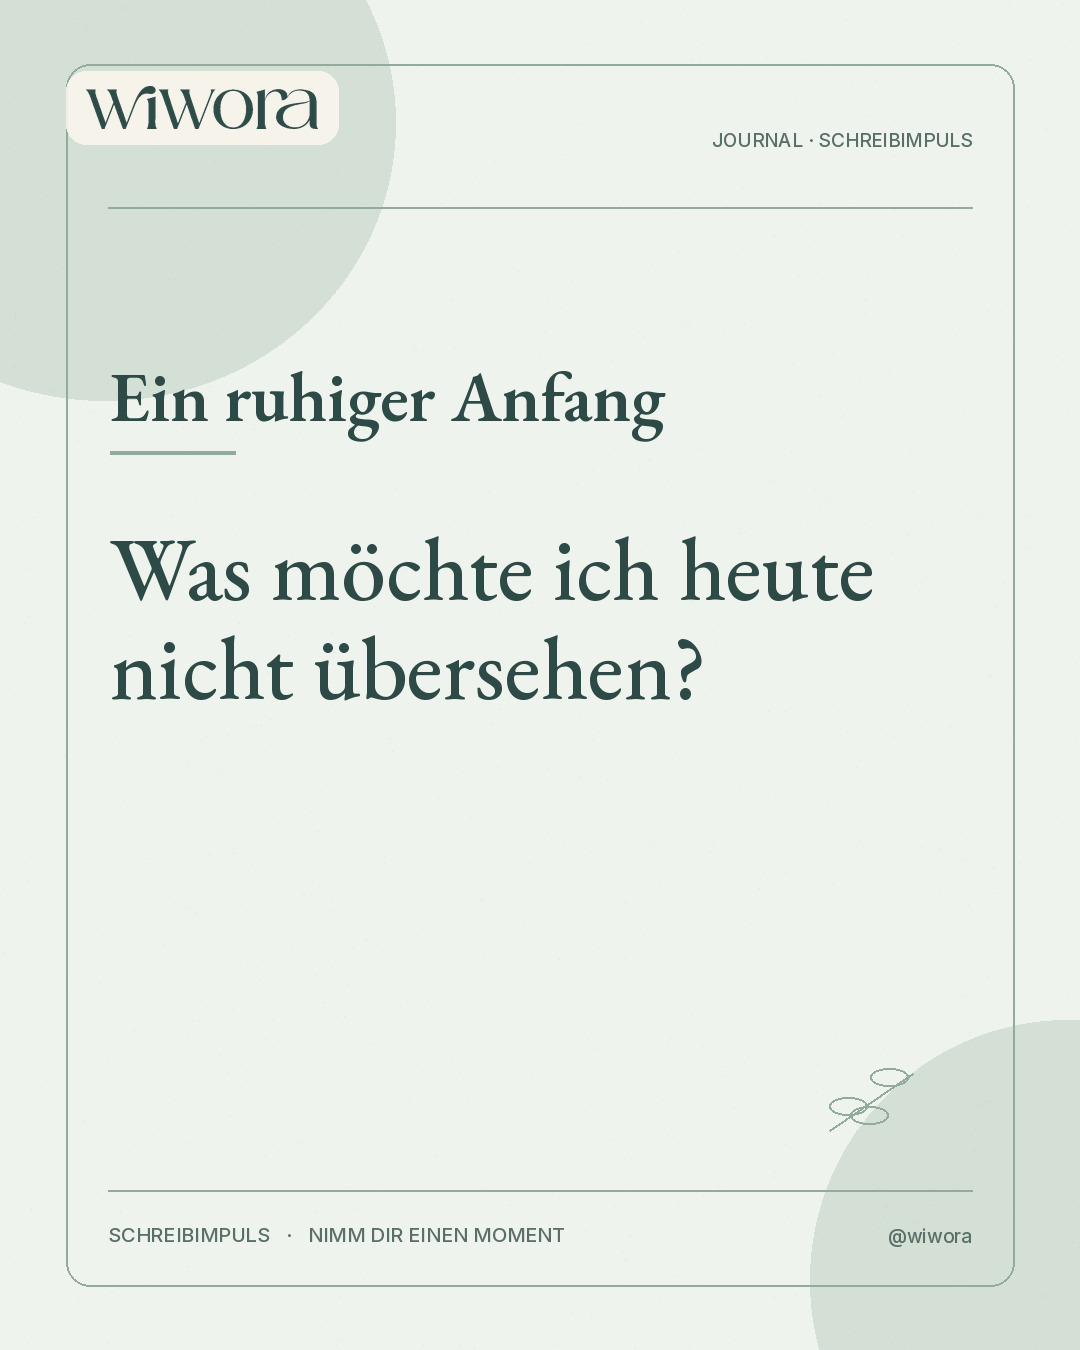 wiwora
JOURNAL · SCHREIBIMPULS
Ein ruhiger Anfang
Was möchte ich heute
nicht übersehen?
SCHREIBIMPULS · NIMM DIR EINEN MOMENT
@wiwora